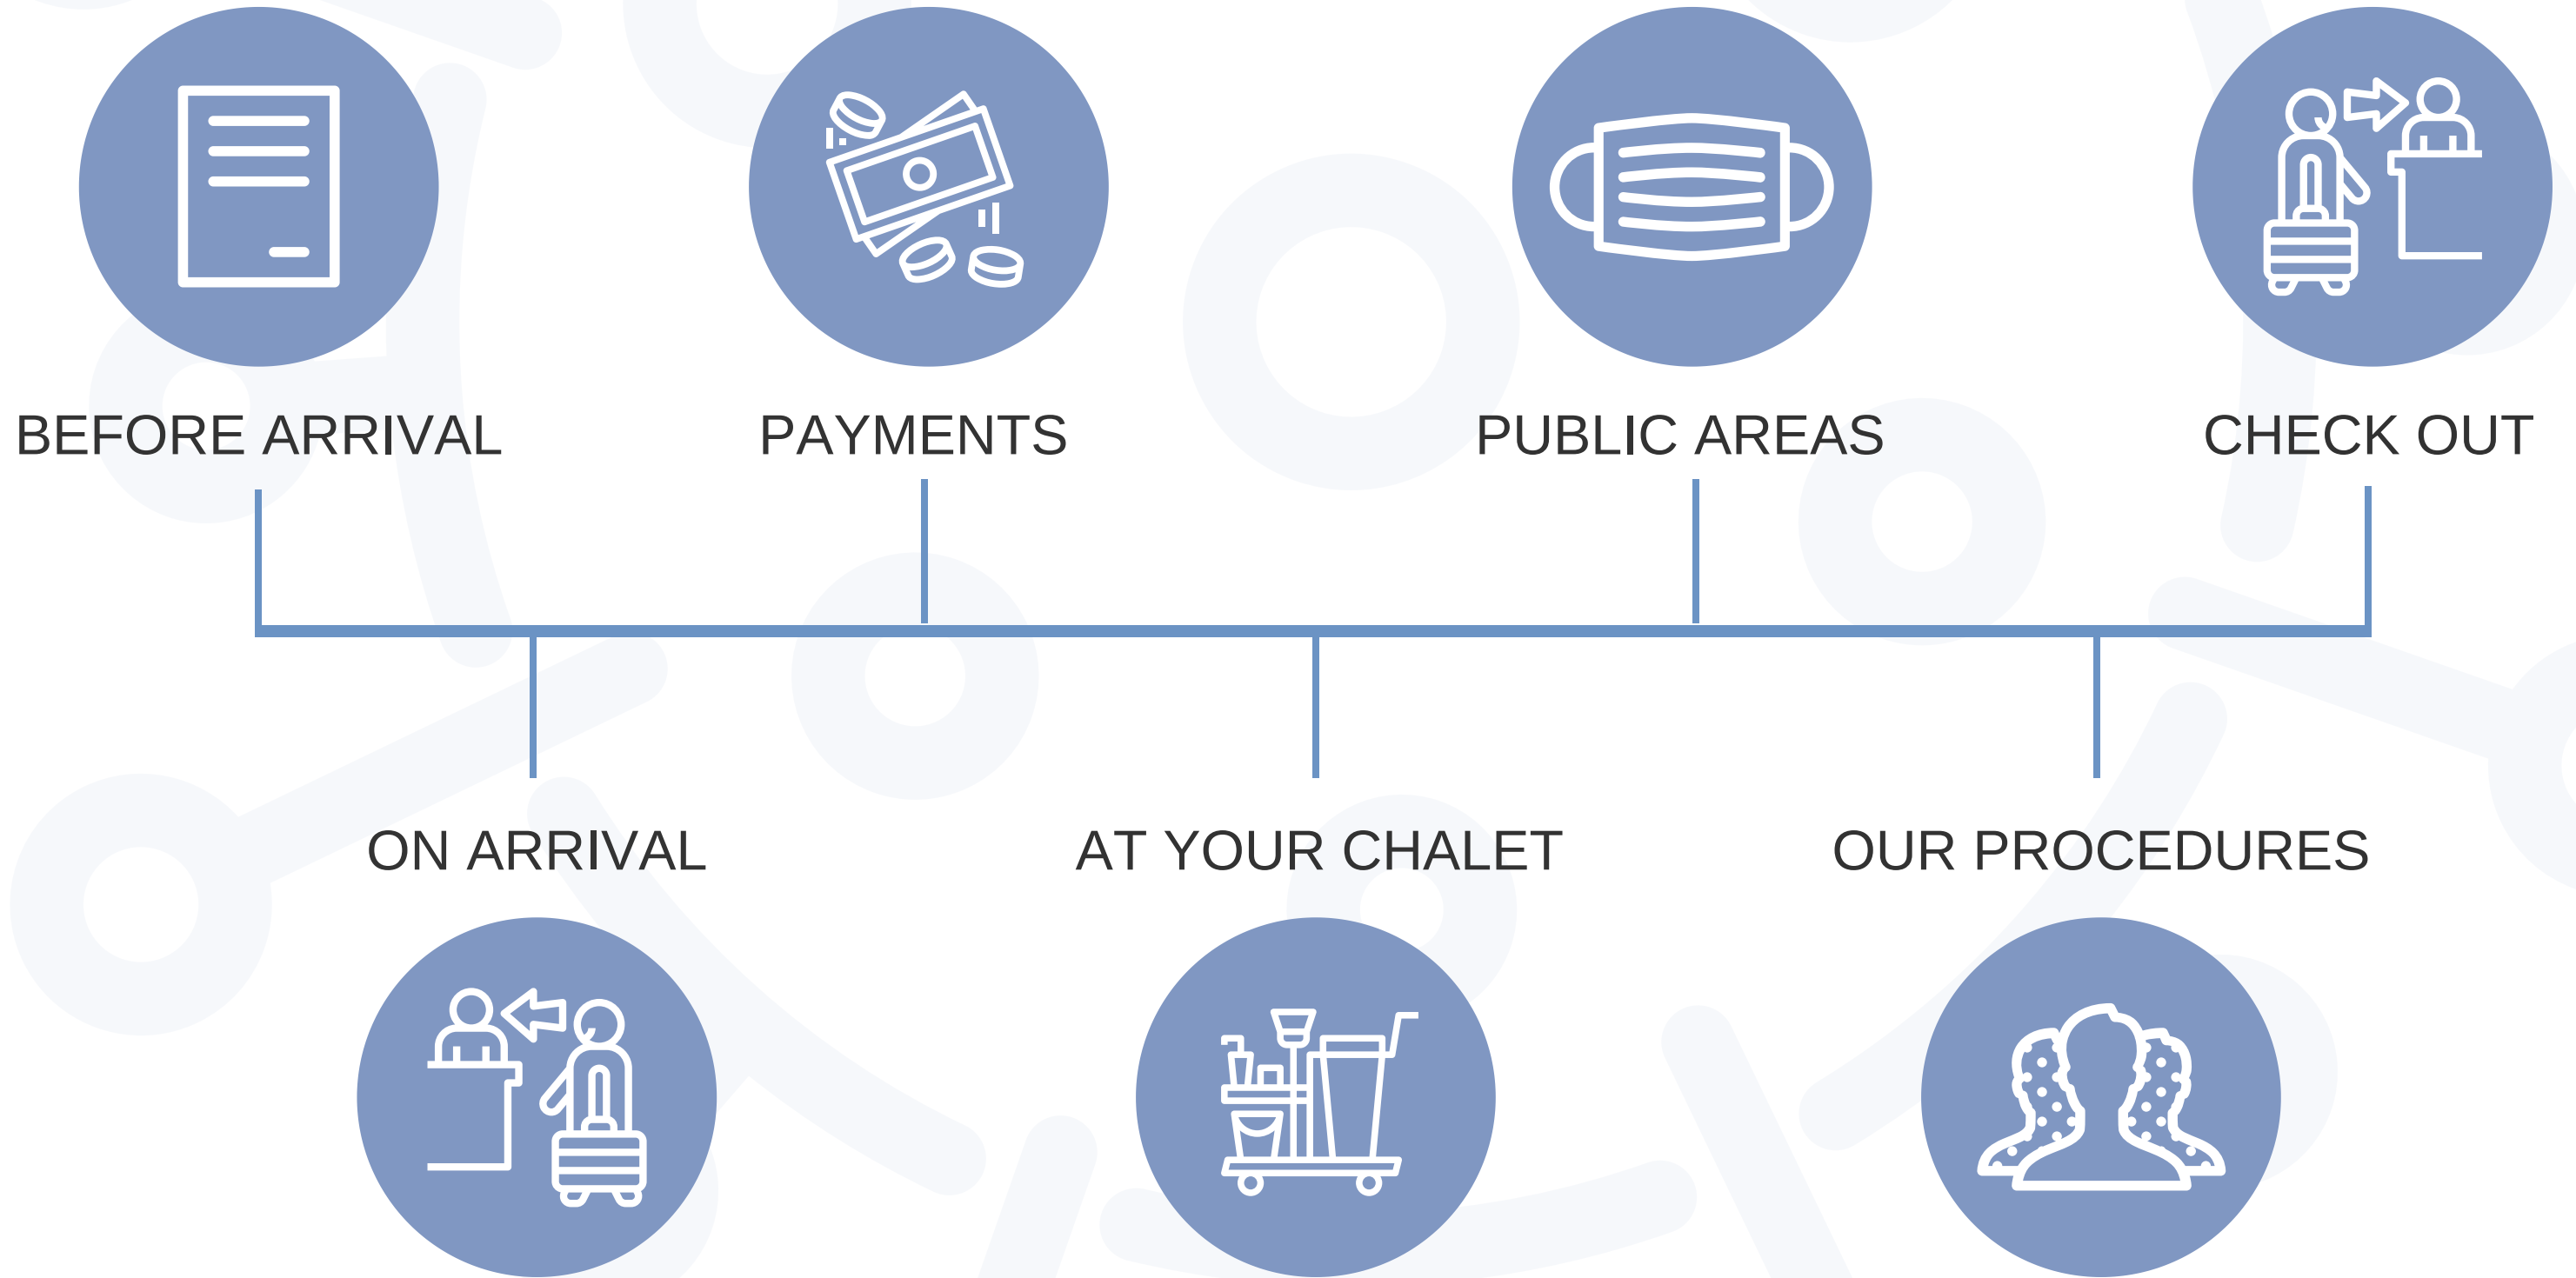 BEFORE ARRIVAL
PAYMENTS
PUBLIC AREAS
CHECK OUT
ON ARRIVAL
AT YOUR CHALET
OUR PROCEDURES